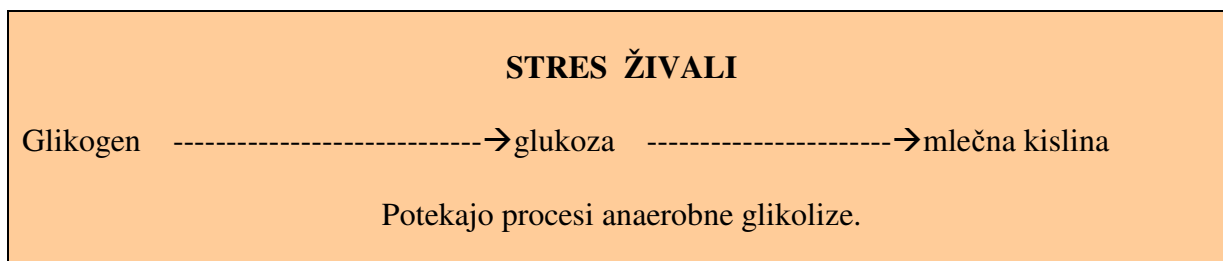 STRES ŽIVALI
Glikogen -----------------------------→glukoza -----------------------→mlečna kislina
Potekajo procesi anaerobne glikolize.